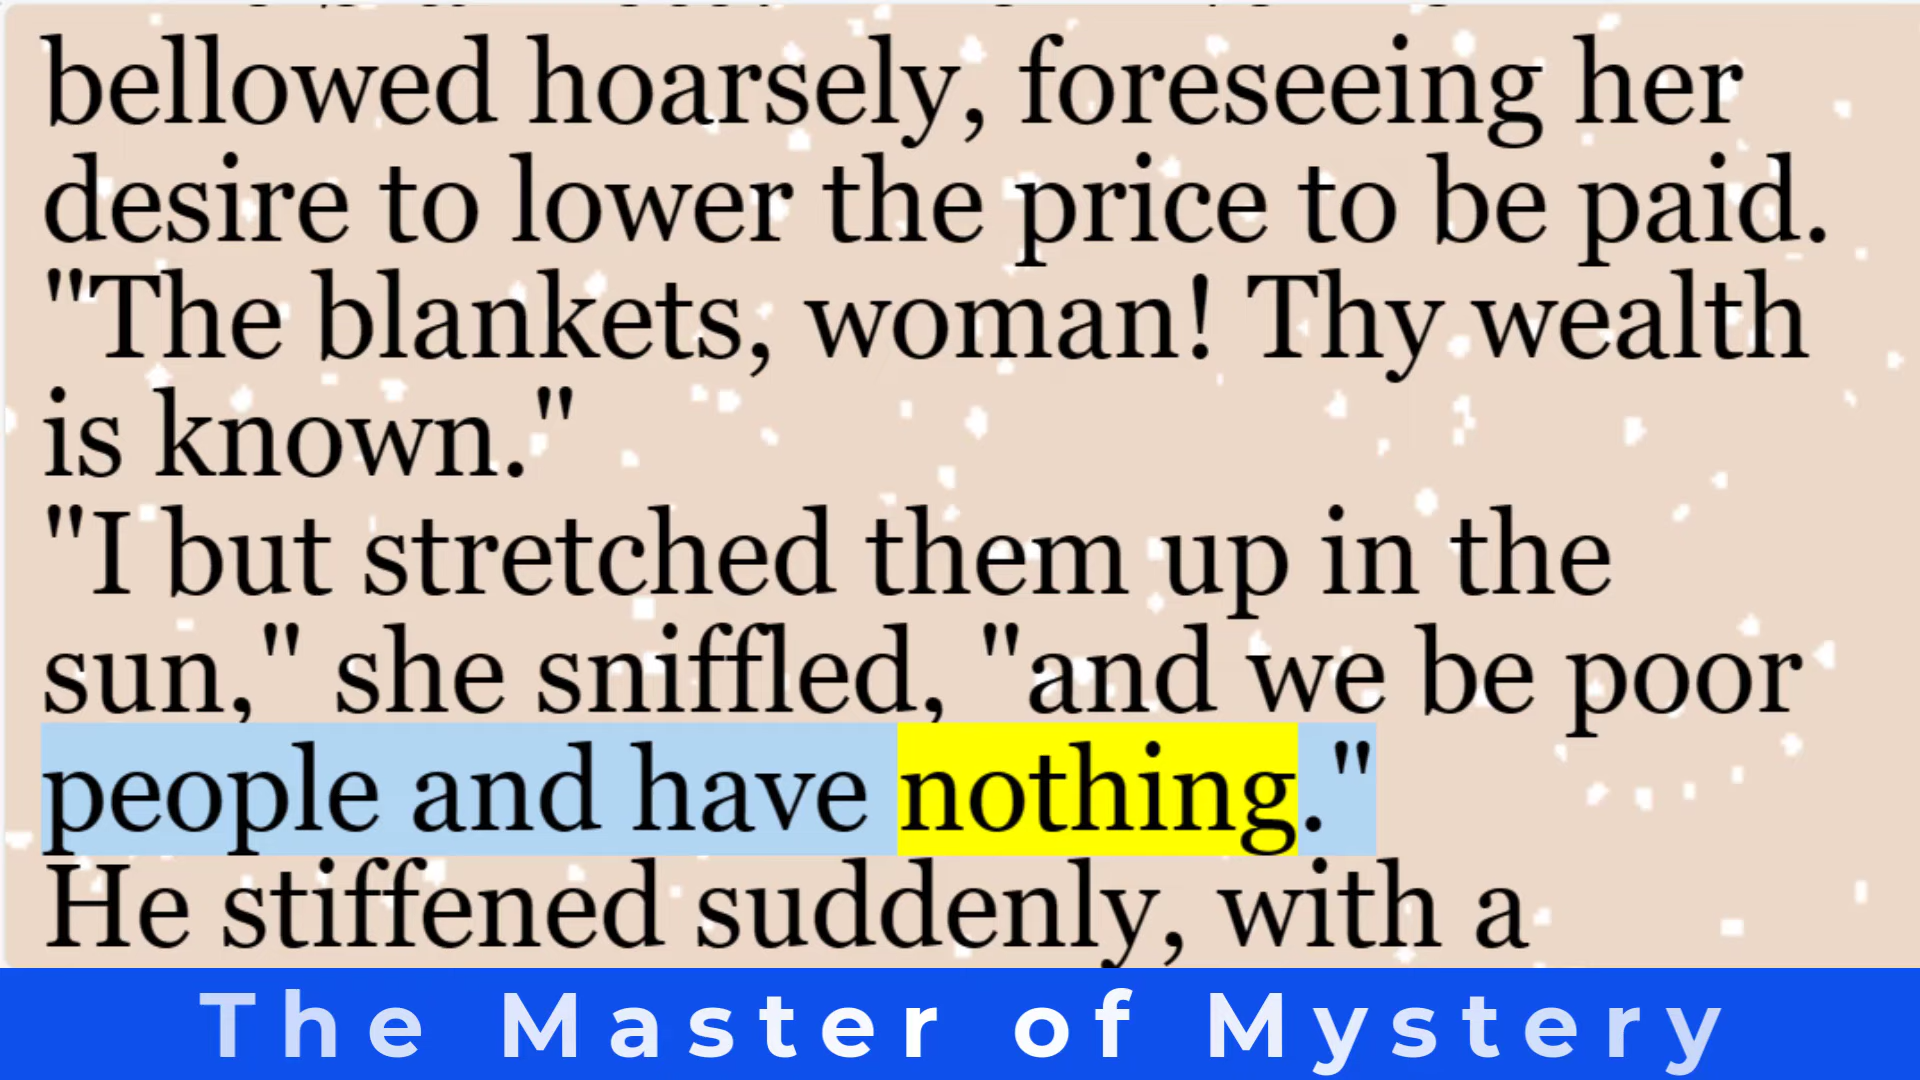 bellowed hoarsely, foreseeing her
desire to lower the price to be paid.
"The blankets, woman! Thy wealth
is known."
"I but stretched them up in the
sun," she sniffled, "and we be poor
people and have nothing."
He stiffened suddenly, with a
The Master of Mystery